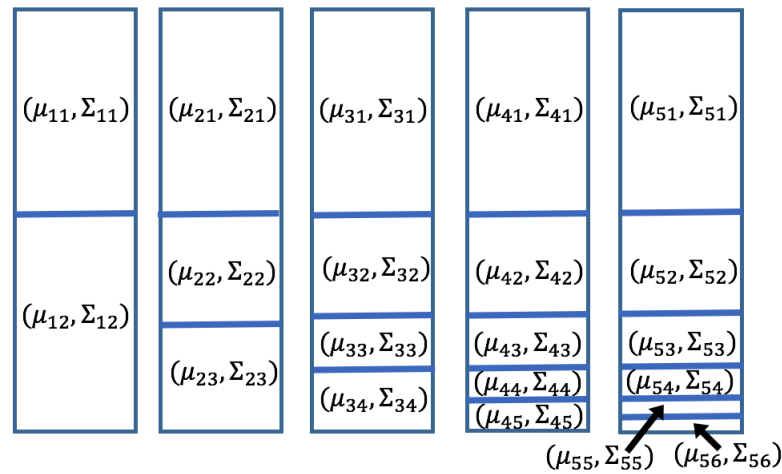 (μ₁₁, Σ₁₁) (μ₂₁, Σ₂₁) (μ₃₁, Σ₃₁) (μ₄₁, Σ₄₁) (μ₅₁, Σ₅₁)
(μ₁₂, Σ₁₂) (μ₂₂, Σ₂₂) (μ₃₂, Σ₃₂) (μ₄₂, Σ₄₂) (μ₅₂, Σ₅₂)
(μ₂₃, Σ₂₃) (μ₃₃, Σ₃₃) (μ₄₃, Σ₄₃) (μ₅₃, Σ₅₃)
(μ₃₄, Σ₃₄) (μ₄₄, Σ₄₄) (μ₅₄, Σ₅₄)
(μ₄₅, Σ₄₅)
(μ₅₅, Σ₅₅) (μ₅₆, Σ₅₆)